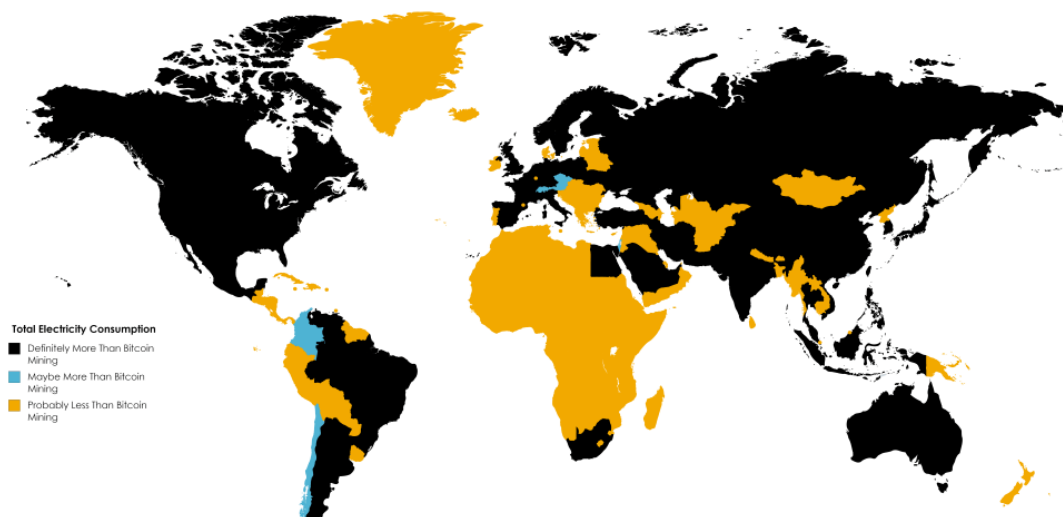 Total Electricity Consumption
Definitely More Than Bitcoin
Mining
Maybe More Than Bitcoin
Mining
Probably Less Than Bitcoin
Mining